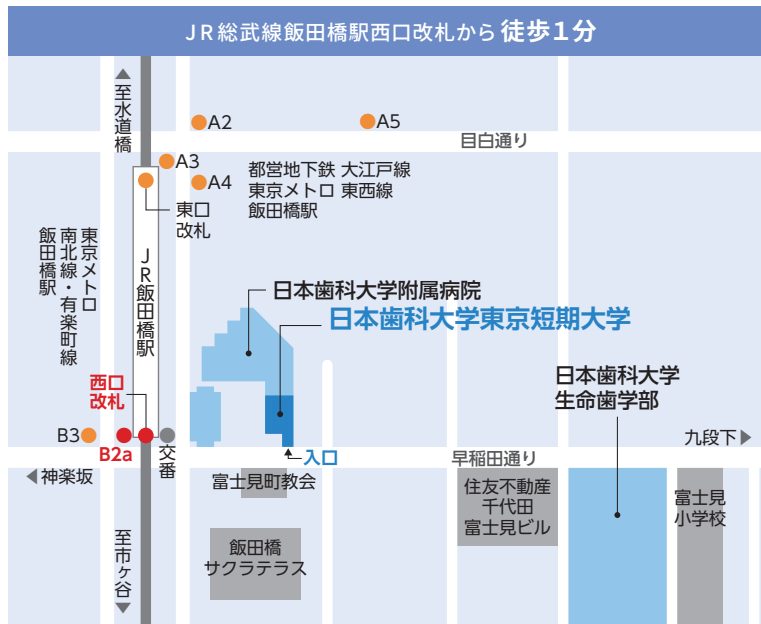 JR総武線飯田橋駅西口改札から 徒歩1分
至水道橋
A2
A5
目白通り
A3
A4
都営地下鉄 大江戸線
東京メトロ 東西線
飯田橋駅
東口
改札
東京メトロ
南北線・有楽町線
飯田橋駅
JR飯田橋駅
日本歯科大学附属病院
日本歯科大学東京短期大学
西口
改札
日本歯科大学
生命歯学部
B3
B2a
交番
入口
早稲田通り
九段下
神楽坂
富士見町教会
住友不動産
千代田
富士見ビル
富士見
小学校
至市ヶ谷
飯田橋
サクラテラス